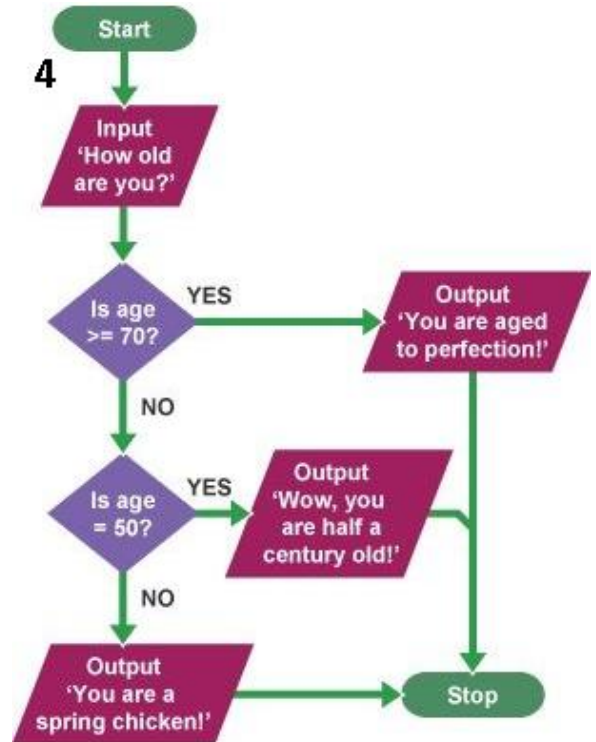 Start
4
Input
‘How old
are you?’
Is age
>= 70?
YES
Output
‘You are aged
to perfection!’
NO
Is age
= 50?
YES
Output
‘Wow, you
are half a
century old!’
NO
Output
‘You are a
spring chicken!’
Stop